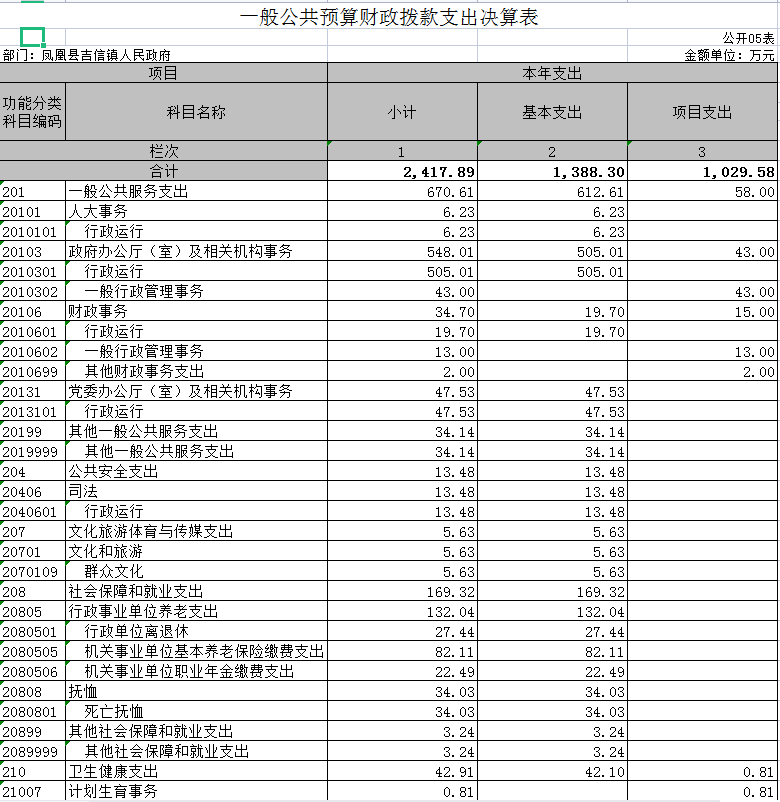 一般公共预算财政拨款支出决算表
公开05表
部门：凤凰县吉信镇人民政府 金额单位：万元
项目 本年支出
功能分类科目编码 科目名称 小计 基本支出 项目支出
栏次 1 2 3
合计 2,417.89 1,388.30 1,029.58
201 一般公共服务支出 670.61 612.61 58.00
20101 人大事务 6.23 6.23
2010101 行政运行 6.23 6.23
20103 政府办公厅（室）及相关机构事务 548.01 505.01 43.00
2010301 行政运行 505.01 505.01
2010302 一般行政管理事务 43.00 43.00
20106 财政事务 34.70 19.70 15.00
2010601 行政运行 19.70 19.70
2010602 一般行政管理事务 13.00 13.00
2010699 其他财政事务支出 2.00 2.00
20131 党委办公厅（室）及相关机构事务 47.53 47.53
2013101 行政运行 47.53 47.53
20199 其他一般公共服务支出 34.14 34.14
2019999 其他一般公共服务支出 34.14 34.14
204 公共安全支出 13.48 13.48
20406 司法 13.48 13.48
2040601 行政运行 13.48 13.48
207 文化旅游体育与传媒支出 5.63 5.63
20701 文化和旅游 5.63 5.63
2070109 群众文化 5.63 5.63
208 社会保障和就业支出 169.32 169.32
20805 行政事业单位养老支出 132.04 132.04
2080501 行政单位离退休 27.44 27.44
2080505 机关事业单位基本养老保险缴费支出 82.11 82.11
2080506 机关事业单位职业年金缴费支出 22.49 22.49
20808 抚恤 34.03 34.03
2080801 死亡抚恤 34.03 34.03
20899 其他社会保障和就业支出 3.24 3.24
2089999 其他社会保障和就业支出 3.24 3.24
210 卫生健康支出 42.91 42.10 0.81
21007 计划生育事务 0.81 0.81